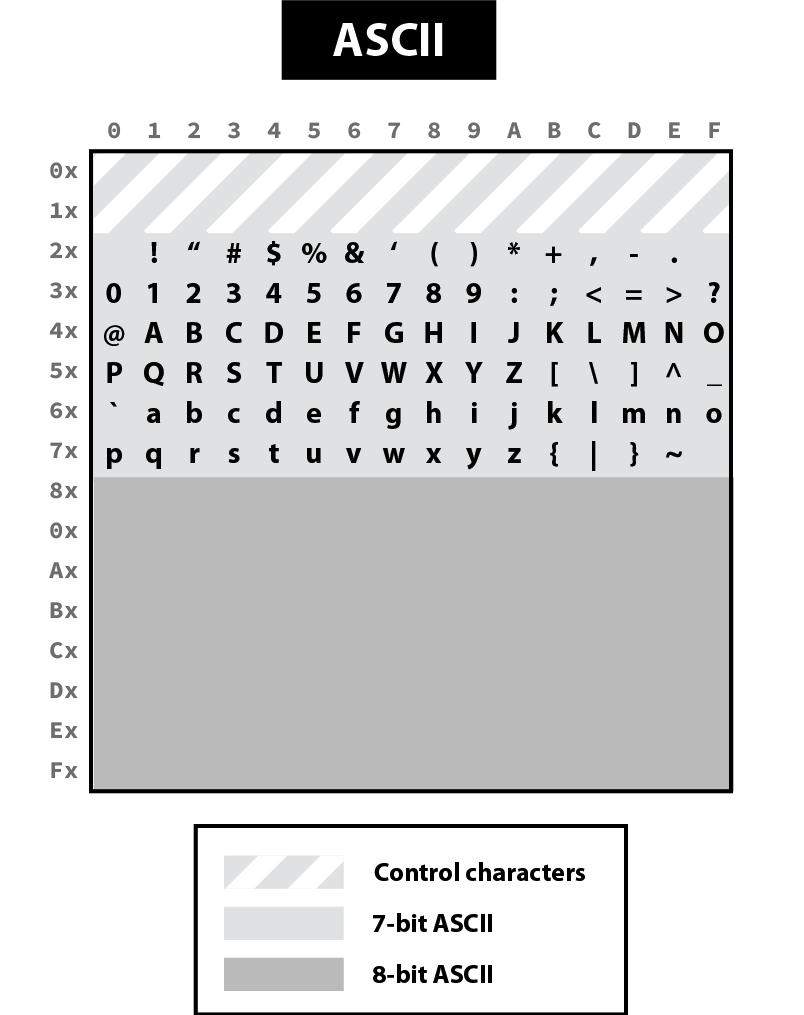 ASCII
0 1 2 3 4 5 6 7 8 9 A B C D E F
0x
1x
2x ! “ # $ % & ‘ ( ) * + , - .
3x 0 1 2 3 4 5 6 7 8 9 : ; < = > ?
4x @ A B C D E F G H I J K L M N O
5x P Q R S T U V W X Y Z [ \ ] ^ _
6x ` a b c d e f g h i j k l m n o
7x p q r s t u v w x y z { | } ~
8x
0x
Ax
Bx
Cx
Dx
Ex
Fx
Control characters
7-bit ASCII
8-bit ASCII